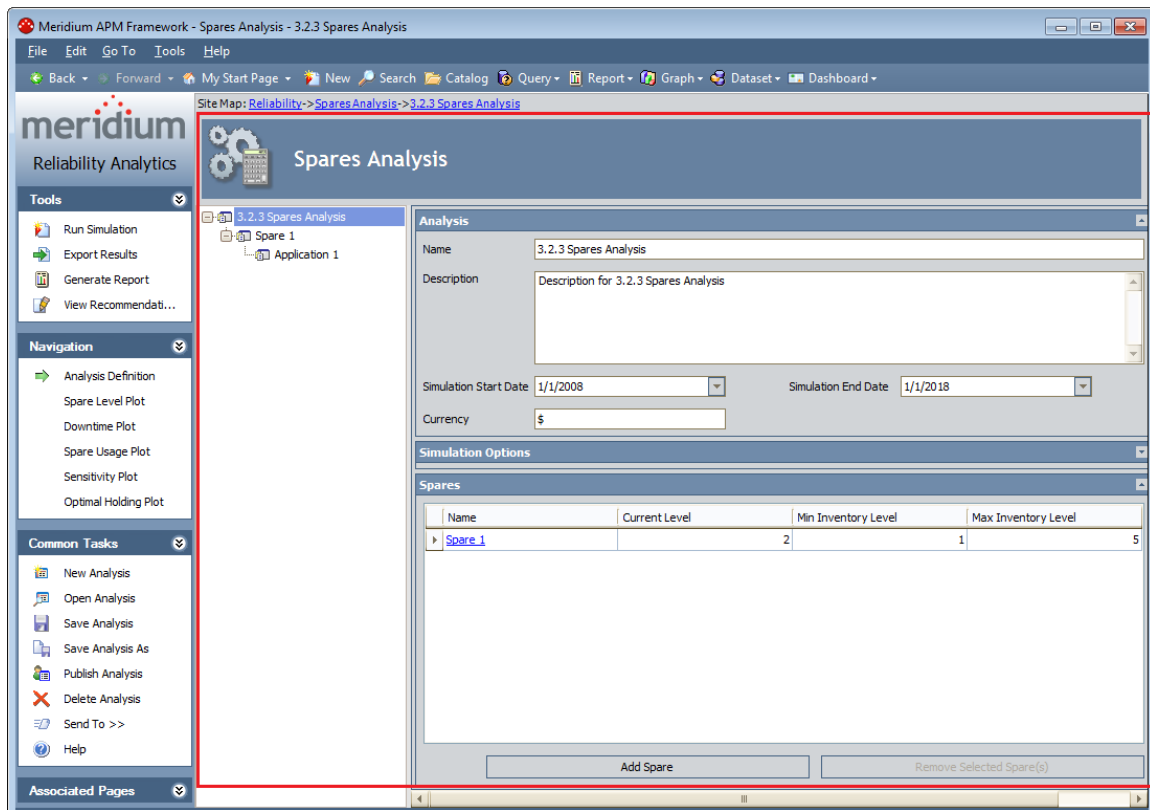 Meridium APM Framework - Spares Analysis - 3.2.3 Spares Analysis
File Edit Go To Tools Help
Back Forward My Start Page New Search Catalog Query Report Graph Dataset Dashboard
Site Map: Reliability->Spares Analysis->3.2.3 Spares Analysis
meridium
Reliability Analytics
Spares Analysis
Tools
Run Simulation
Export Results
Generate Report
View Recommendati...
Navigation
Analysis Definition
Spare Level Plot
Downtime Plot
Spare Usage Plot
Sensitivity Plot
Optimal Holding Plot
Common Tasks
New Analysis
Open Analysis
Save Analysis
Save Analysis As
Publish Analysis
Delete Analysis
Send To >>
Help
Associated Pages
3.2.3 Spares Analysis
Spare 1
Application 1
Analysis
Name 3.2.3 Spares Analysis
Description Description for 3.2.3 Spares Analysis
Simulation Start Date 1/1/2008 Simulation End Date 1/1/2018
Currency $
Simulation Options
Spares
Name Current Level Min Inventory Level Max Inventory Level
Spare 1 2 1 5
Add Spare Remove Selected Spare(s)